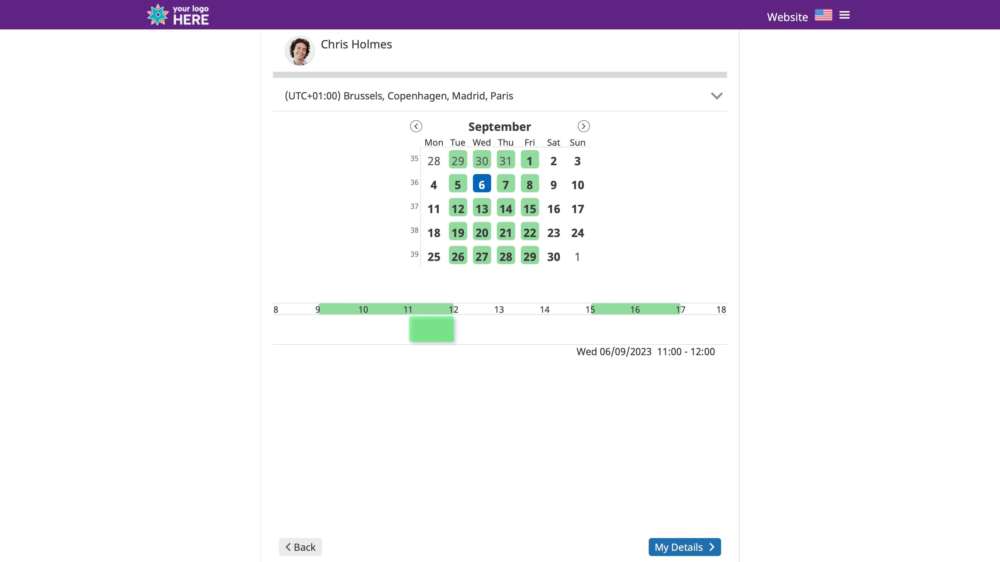 your logo
HERE
Website
Chris Holmes
(UTC+01:00) Brussels, Copenhagen, Madrid, Paris
September
Mon Tue Wed Thu Fri Sat Sun
35 28 29 30 31 1 2 3
36 4 5 6 7 8 9 10
37 11 12 13 14 15 16 17
38 18 19 20 21 22 23 24
39 25 26 27 28 29 30 1
8 9 10 11 12 13 14 15 16 17 18
Wed 06/09/2023 11:00 - 12:00
Back
My Details